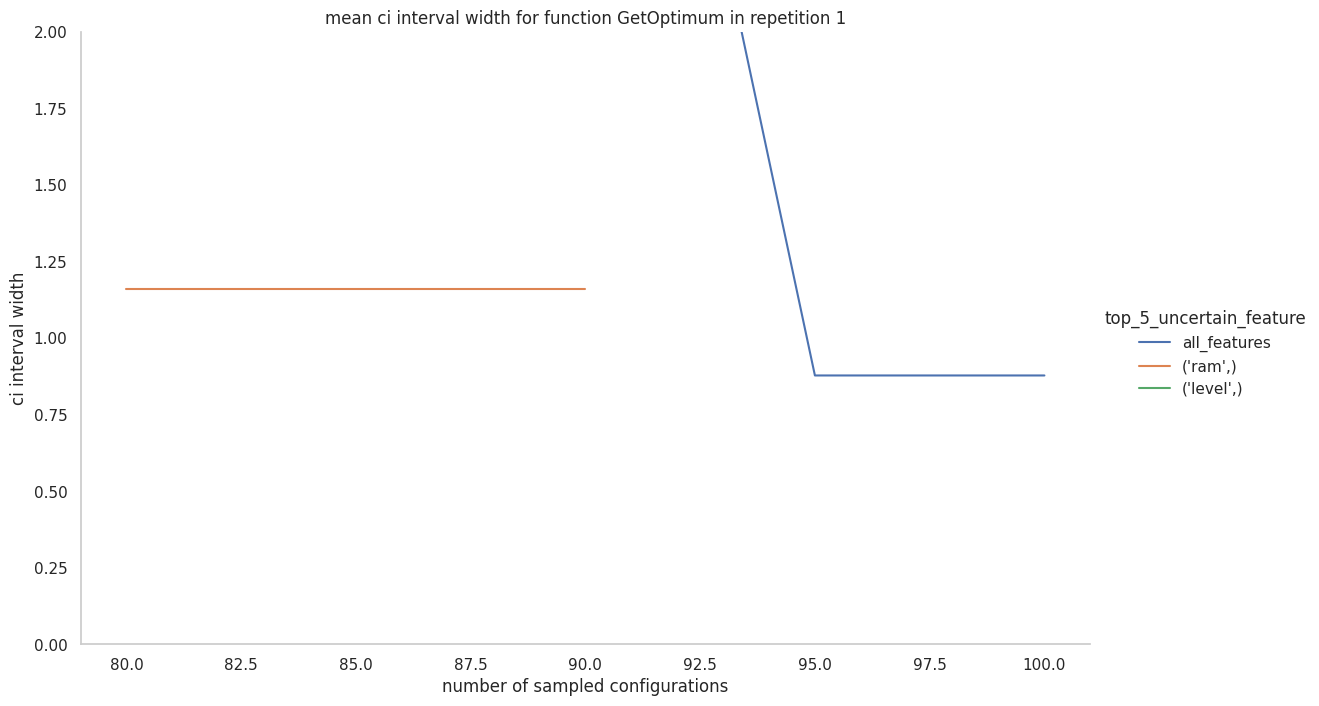 mean ci interval width for function GetOptimum in repetition 1
2.00
1.75
1.50
1.25
1.00
0.75
0.50
0.25
0.00
ci interval width
80.0 82.5 85.0 87.5 90.0 92.5 95.0 97.5 100.0
number of sampled configurations
top_5_uncertain_feature
all_features
('ram',)
('level',)